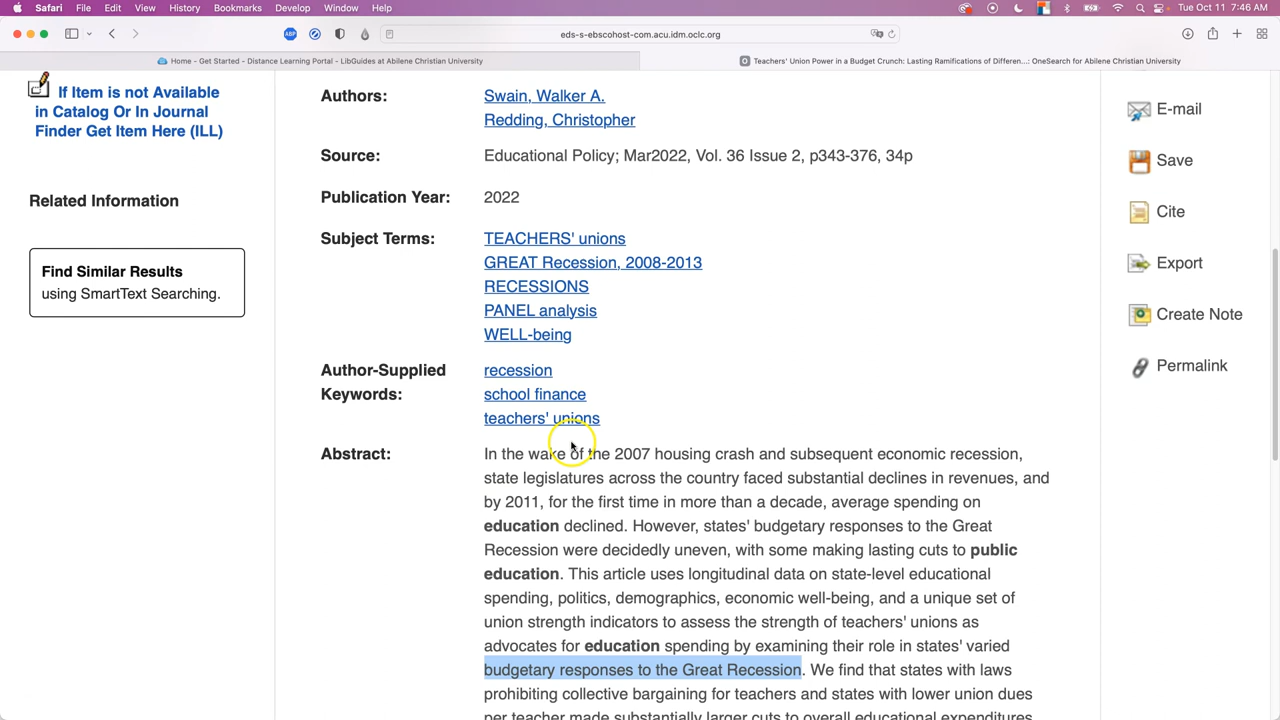 Safari File Edit View History Bookmarks Develop Window Help Tue Oct 11 7:46 AM
ABP eds-s-ebscohost-com.acu.idm.oclc.org
Home - Get Started - Distance Learning Portal - LibGuides at Abilene Christian University
Teachers' Union Power in a Budget Crunch: Lasting Ramifications of Differen...: OneSearch for Abilene Christian University
If Item is not Available
in Catalog Or In Journal
Finder Get Item Here (ILL)
Related Information
Find Similar Results
using SmartText Searching.
Authors: Swain, Walker A.
Redding, Christopher
Source: Educational Policy; Mar2022, Vol. 36 Issue 2, p343-376, 34p
Publication Year: 2022
Subject Terms: TEACHERS' unions
GREAT Recession, 2008-2013
RECESSIONS
PANEL analysis
WELL-being
Author-Supplied recession
Keywords: school finance
teachers' unions
Abstract: In the wake of the 2007 housing crash and subsequent economic recession,
state legislatures across the country faced substantial declines in revenues, and
by 2011, for the first time in more than a decade, average spending on
education declined. However, states' budgetary responses to the Great
Recession were decidedly uneven, with some making lasting cuts to public
education. This article uses longitudinal data on state-level educational
spending, politics, demographics, economic well-being, and a unique set of
union strength indicators to assess the strength of teachers' unions as
advocates for education spending by examining their role in states' varied
budgetary responses to the Great Recession. We find that states with laws
prohibiting collective bargaining for teachers and states with lower union dues
per teacher made substantially larger cuts to overall educational expenditures
E-mail
Save
Cite
Export
Create Note
Permalink